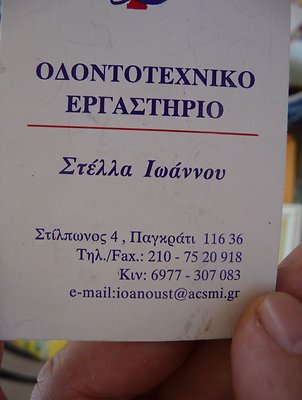 ΟΔΟΝΤΟΤΕΧΝΙΚΟ
ΕΡΓΑΣΤΗΡΙΟ
Στέλλα Ιωάννου
Στίλπωνος 4 , Παγκράτι 116 36
Τηλ./Fax.: 210 - 75 20 918
Κιν: 6977 - 307 083
e-mail:ioanoust@acsmi.gr